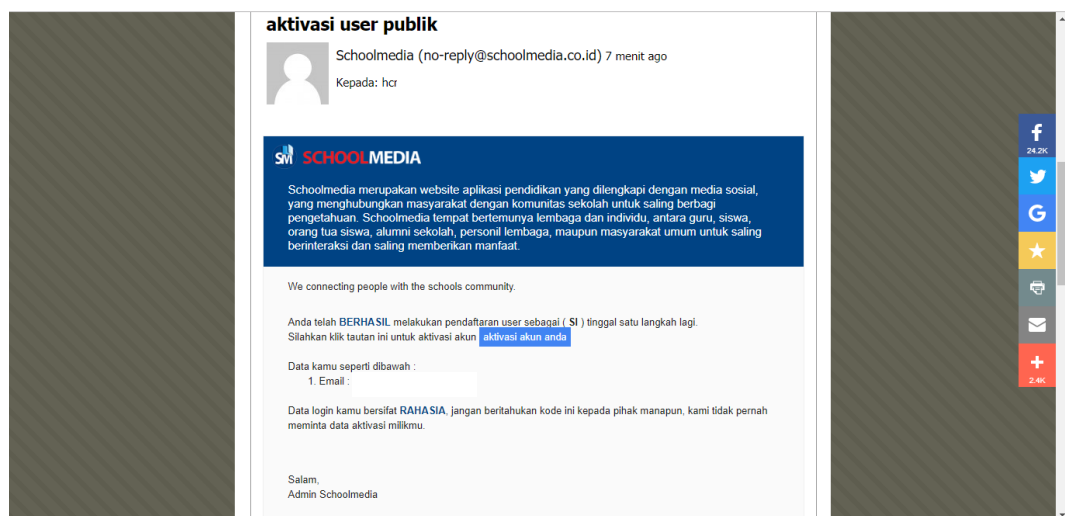 aktivasi user publik
Schoolmedia (no-reply@schoolmedia.co.id) 7 menit ago
Kepada: hcr
SM SCHOOLMEDIA
Schoolmedia merupakan website aplikasi pendidikan yang dilengkapi dengan media sosial,
yang menghubungkan masyarakat dengan komunitas sekolah untuk saling berbagi
pengetahuan. Schoolmedia tempat bertemunya lembaga dan individu, antara guru, siswa,
orang tua siswa, alumni sekolah, personil lembaga, maupun masyarakat umum untuk saling
berinteraksi dan saling memberikan manfaat.
We connecting people with the schools community.
Anda telah BERHASIL melakukan pendaftaran user sebagai ( SI ) tinggal satu langkah lagi.
Silahkan klik tautan ini untuk aktivasi akun aktivasi akun anda
Data kamu seperti dibawah :
1. Email :
Data login kamu bersifat RAHASIA, jangan beritahukan kode ini kepada pihak manapun, kami tidak pernah
meminta data aktivasi milikmu.
Salam,
Admin Schoolmedia
24.2K
2.4K